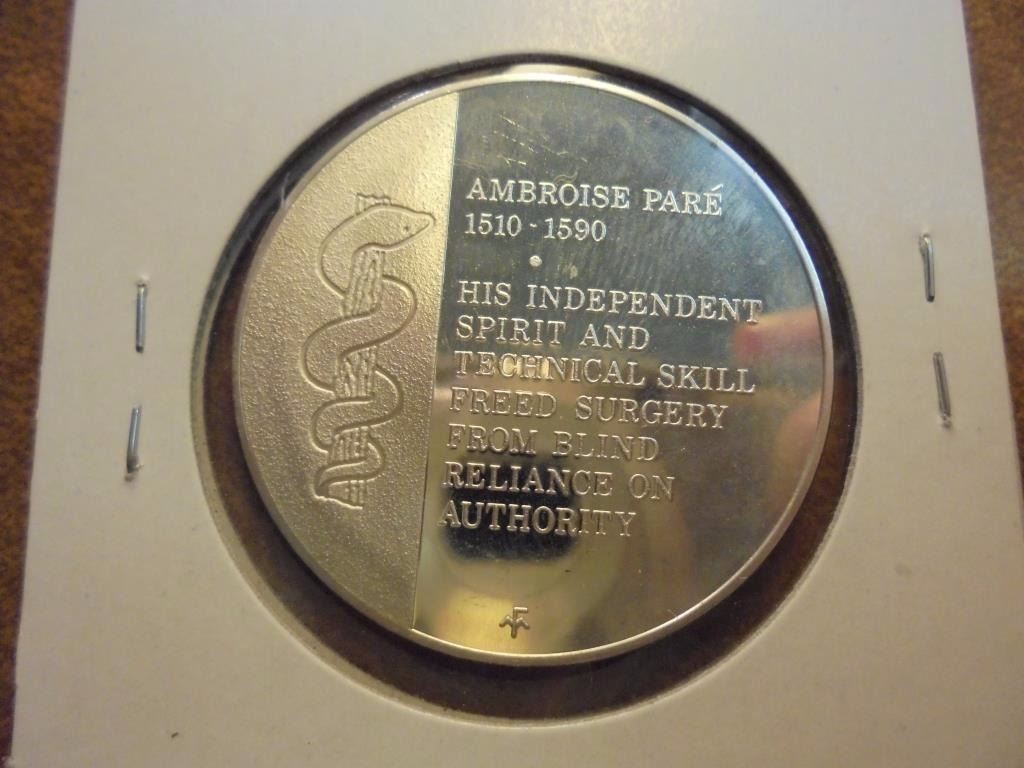 AMBROISE PARÉ
1510 - 1590
HIS INDEPENDENT
SPIRIT AND
TECHNICAL SKILL
FREED SURGERY
FROM BLIND
RELIANCE ON
AUTHORITY